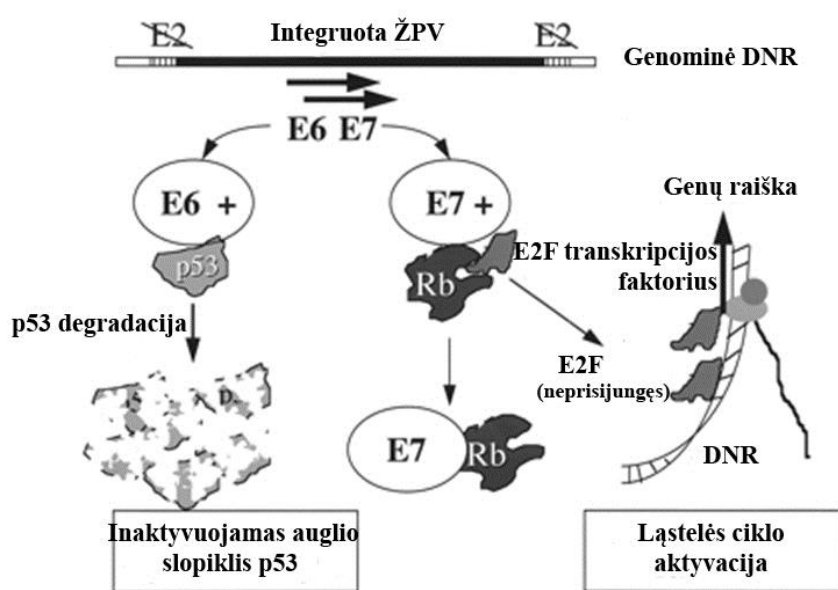 E2
Integruota ŽPV
E2
Genominė DNR
E6 E7
E6 +
p53
E7 +
Rb
Genų raiška
E2F transkripcijos
faktorius
p53 degradacija
E2F
(neprisijungęs)
E7
Rb
DNR
Inaktyvuojamas auglio
slopiklis p53
Ląstelės ciklo
aktyvacija